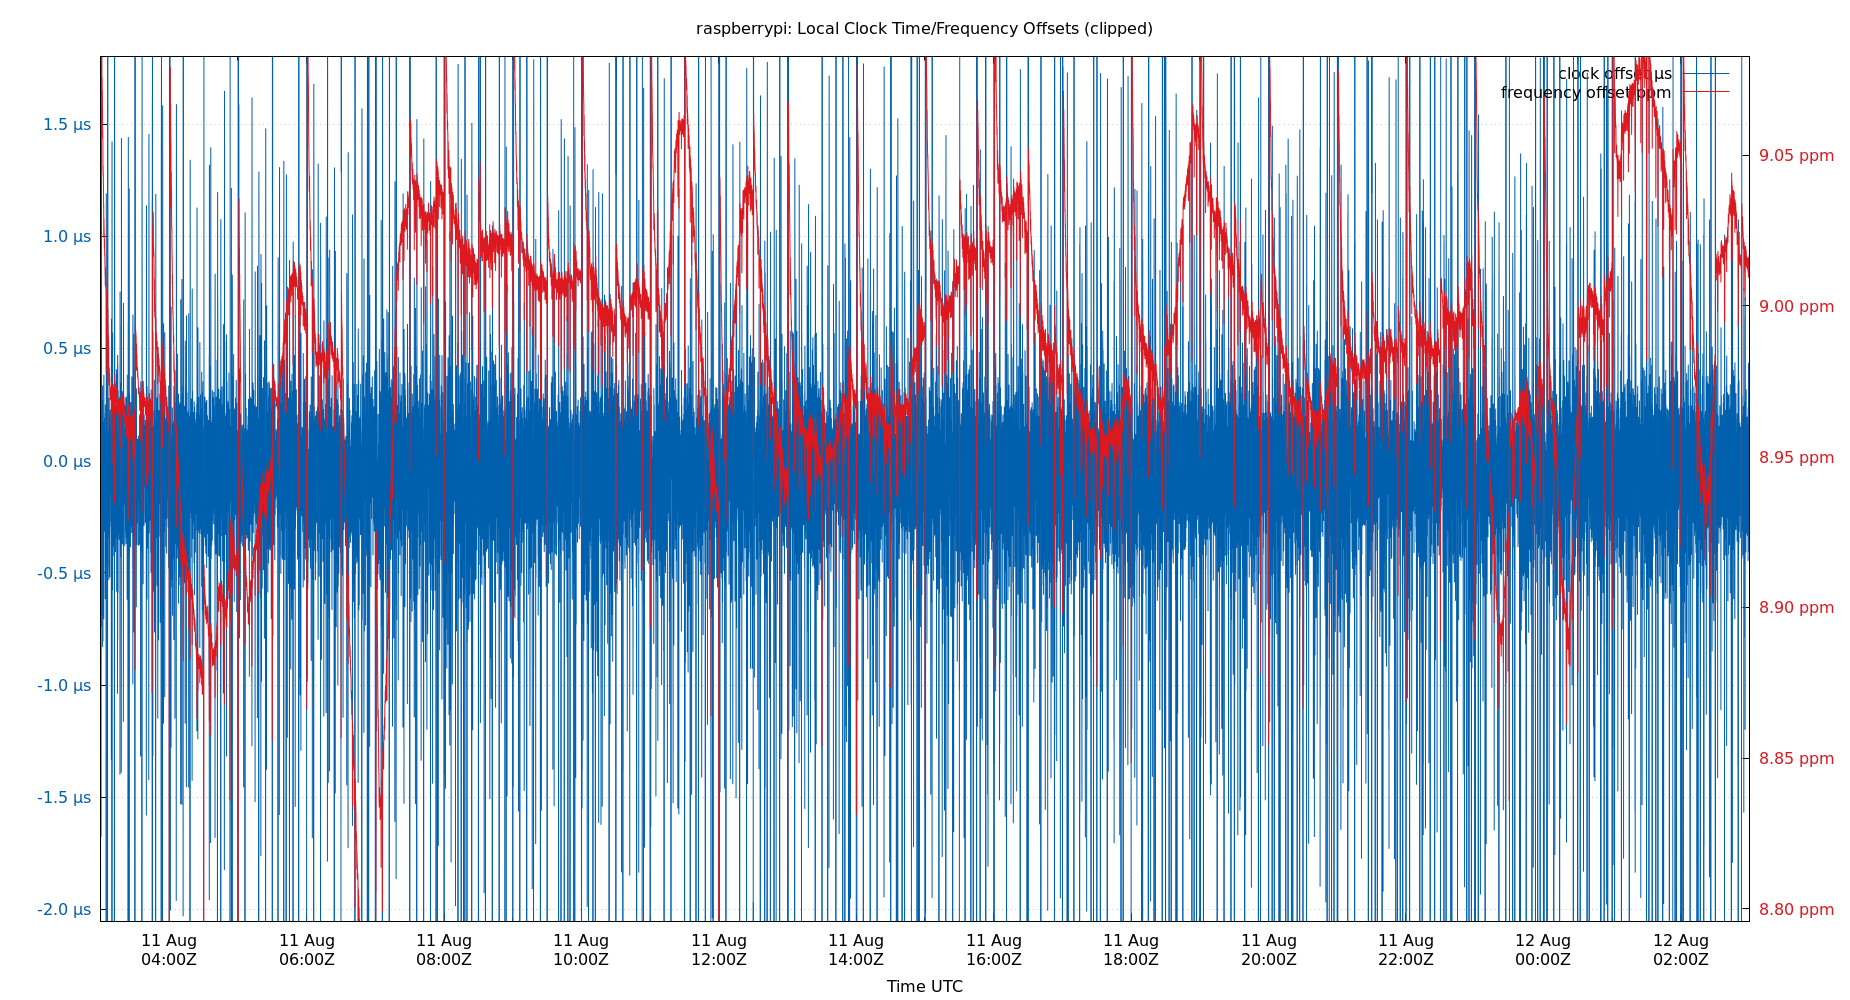 raspberrypi: Local Clock Time/Frequency Offsets (clipped)
clock offset µs
frequency offset ppm
1.5 µs
1.0 µs
0.5 µs
0.0 µs
-0.5 µs
-1.0 µs
-1.5 µs
-2.0 µs
9.05 ppm
9.00 ppm
8.95 ppm
8.90 ppm
8.85 ppm
8.80 ppm
11 Aug 11 Aug 11 Aug 11 Aug 11 Aug 11 Aug 11 Aug 11 Aug 11 Aug 11 Aug 12 Aug 12 Aug
04:00Z 06:00Z 08:00Z 10:00Z 12:00Z 14:00Z 16:00Z 18:00Z 20:00Z 22:00Z 00:00Z 02:00Z
Time UTC